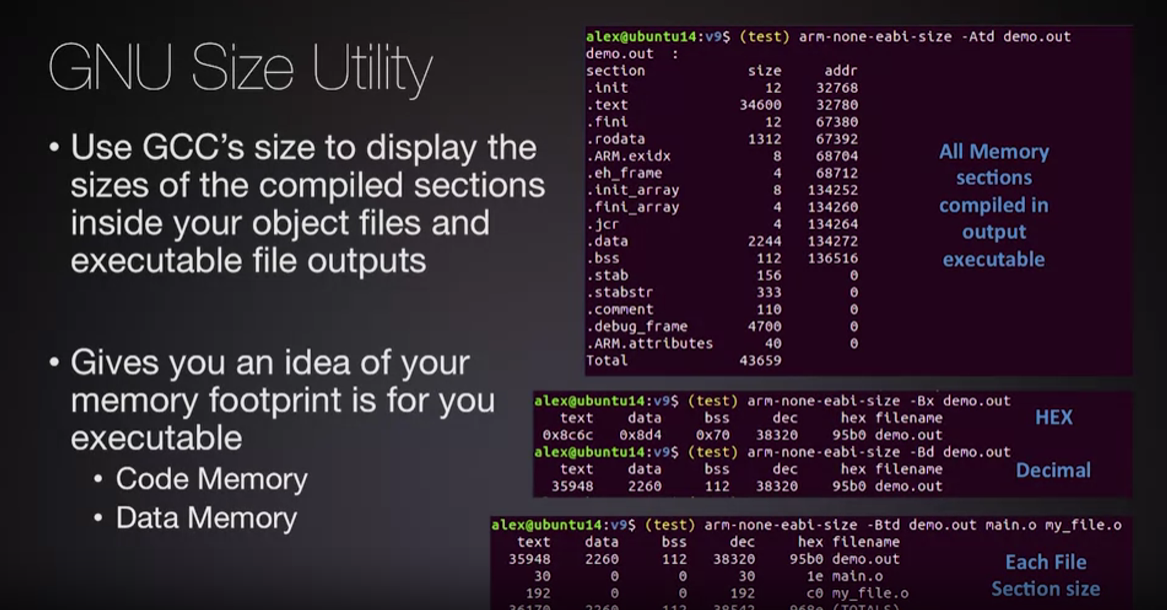 GNU Size Utility
• Use GCC's size to display the
sizes of the compiled sections
inside your object files and
executable file outputs
• Gives you an idea of your
memory footprint is for you
executable
• Code Memory
• Data Memory
alex@ubuntu14:v9$ (test) arm-none-eabi-size -Atd demo.out
demo.out :
section size addr
.init 12 32768
.text 34600 32780
.fini 12 67380
.rodata 1312 67392
.ARM.exidx 8 68704
.eh_frame 4 68712
.init_array 8 134252
.fini_array 4 134260
.jcr 4 134264
.data 2244 134272
.bss 112 136516
.stab 156 0
.stabstr 333 0
.comment 110 0
.debug_frame 4700 0
.ARM.attributes 40 0
Total 43659
All Memory
sections
compiled in
output
executable
alex@ubuntu14:v9$ (test) arm-none-eabi-size -Bx demo.out
text data bss dec hex filename
0x8c6c 0x8d4 0x70 38320 95b0 demo.out
HEX
alex@ubuntu14:v9$ (test) arm-none-eabi-size -Bd demo.out
text data bss dec hex filename
35948 2260 112 38320 95b0 demo.out
Decimal
alex@ubuntu14:v9$ (test) arm-none-eabi-size -Btd demo.out main.o my_file.o
text data bss dec hex filename
35948 2260 112 38320 95b0 demo.out
30 0 0 30 1e main.o
192 0 0 192 c0 my_file.o
36170 2260 112 38542 968e (TOTALS)
Each File
Section size